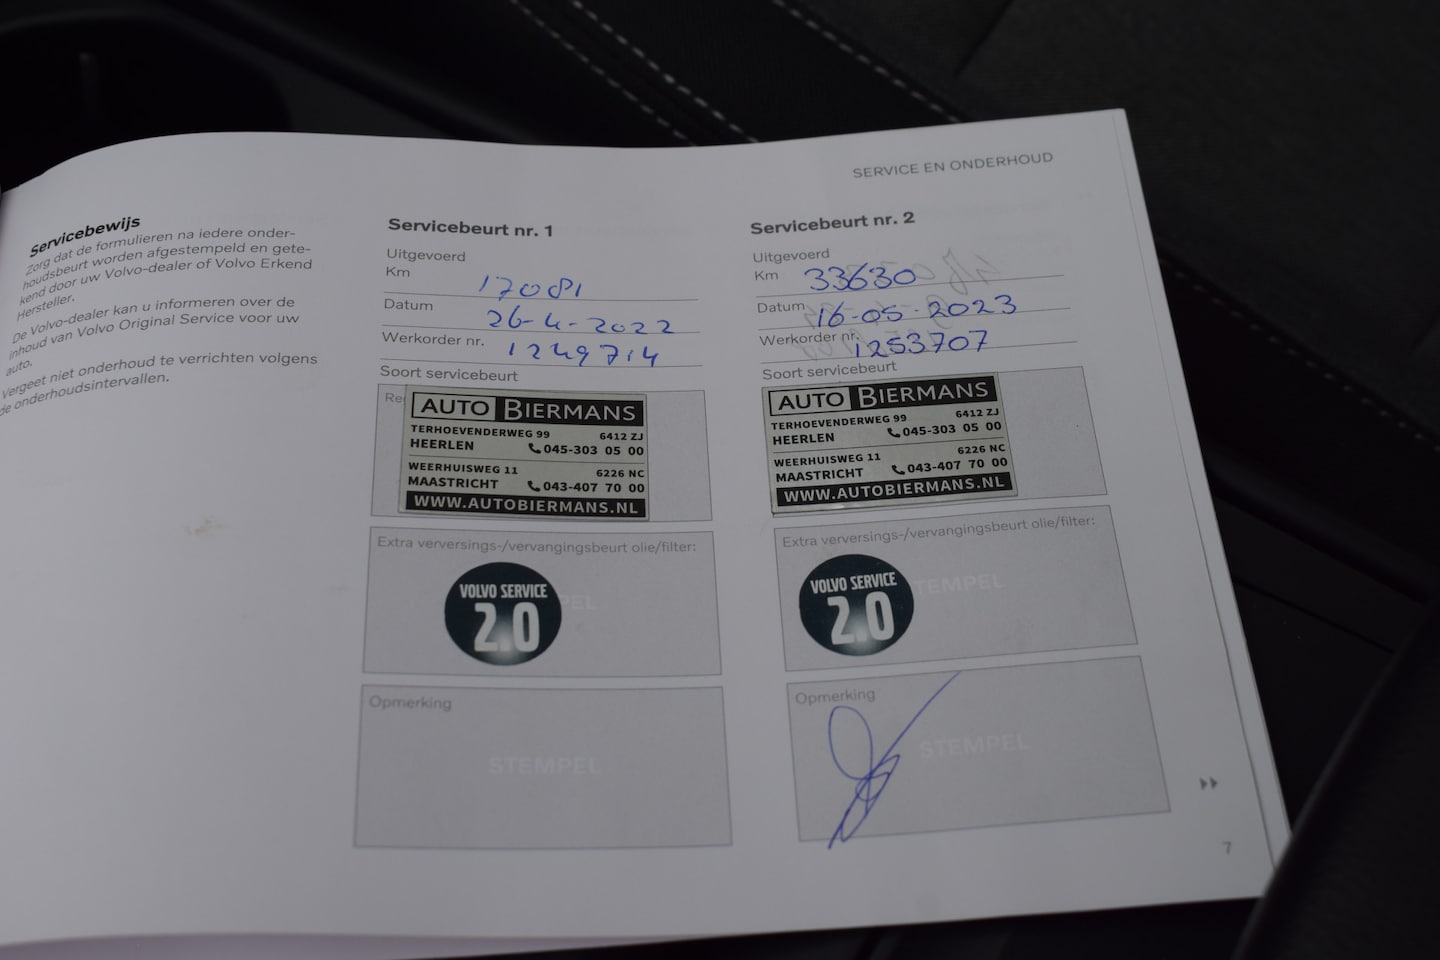 SERVICE EN ONDERHOUD
Servicebewijs
Zorg dat de formulieren na iedere onder-
houdsbeurt worden afgestempeld en gete-
kend door uw Volvo-dealer of Volvo Erkend
Hersteller.
De Volvo-dealer kan u informeren over de
inhoud van Volvo Original Service voor uw
auto.
Vergeet niet onderhoud te verrichten volgens
de onderhoudsintervallen.
Servicebeurt nr. 1
Uitgevoerd
Km 17081
Datum 26-4-2022
Werkorder nr. 1249714
Soort servicebeurt
AUTO BIERMANS
TERHOEVENDERWEG 99 6412 ZJ
HEERLEN 045-303 05 00
WEERHUISWEG 11 6226 NC
MAASTRICHT 043-407 70 00
WWW.AUTOBIERMANS.NL
Extra verversings-/vervangingsbeurt olie/filter:
VOLVO SERVICE
2.0
Opmerking
STEMPEL
Servicebeurt nr. 2
Uitgevoerd
Km 33630
Datum 16-05-2023
Werkorder nr. 1253707
Soort servicebeurt
AUTO BIERMANS
TERHOEVENDERWEG 99 6412 ZJ
HEERLEN 045-303 05 00
WEERHUISWEG 11 6226 NC
MAASTRICHT 043-407 70 00
WWW.AUTOBIERMANS.NL
Extra verversings-/vervangingsbeurt olie/filter:
VOLVO SERVICE
2.0
TEMPEL
Opmerking
STEMPEL
7